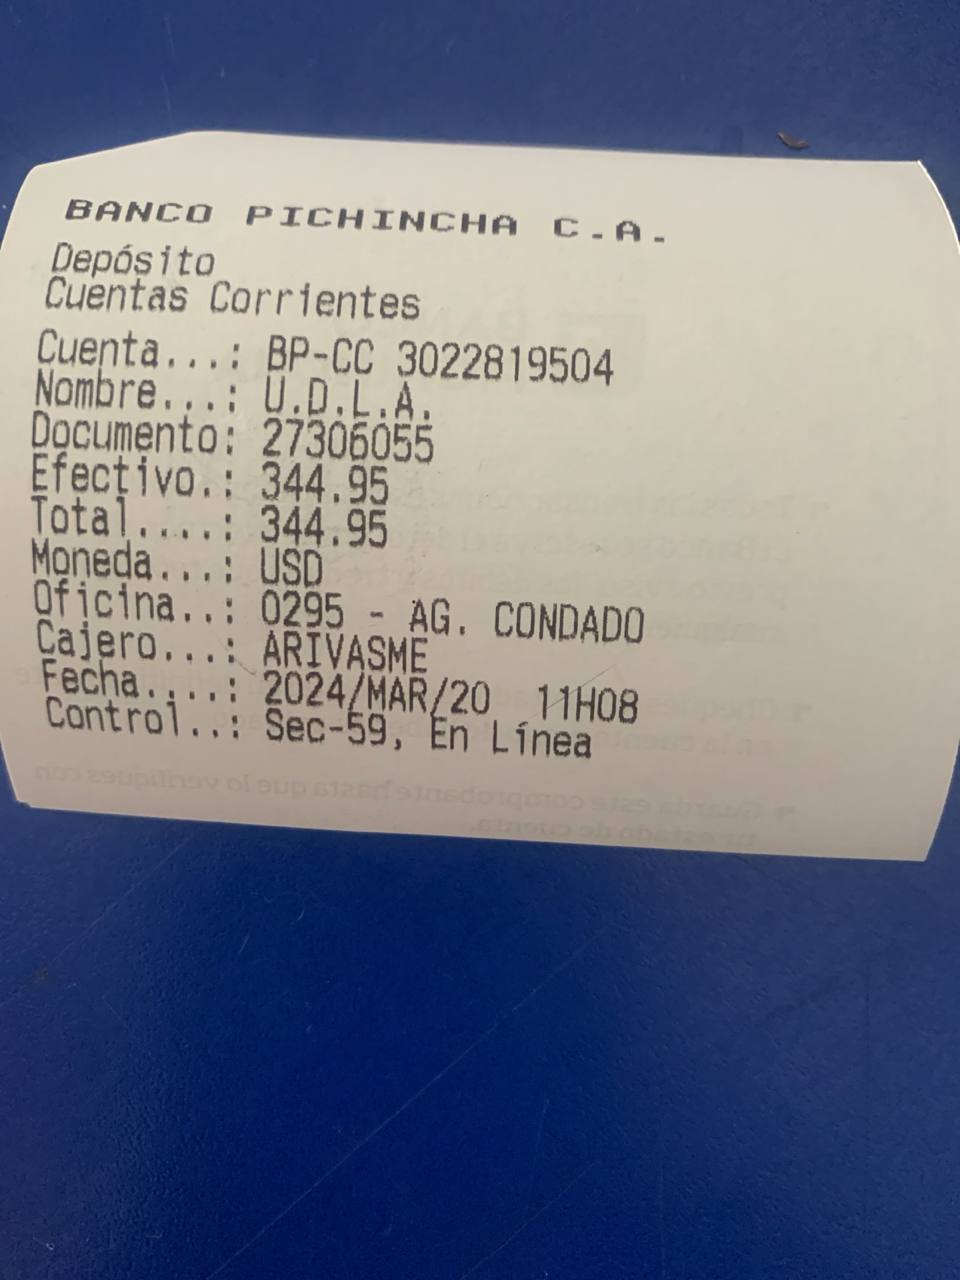 BANCO PICHINCHA C.A.
Depósito
Cuentas Corrientes
Cuenta...: BP-CC 3022819504
Nombre...: U.D.L.A.
Documento: 27306055
Efectivo.: 344.95
Total....: 344.95
Moneda...: USD
Oficina..: 0295 - AG. CONDADO
Cajero...: ARIVASME
Fecha....: 2024/MAR/20 11H08
Control..: Sec-59, En Línea